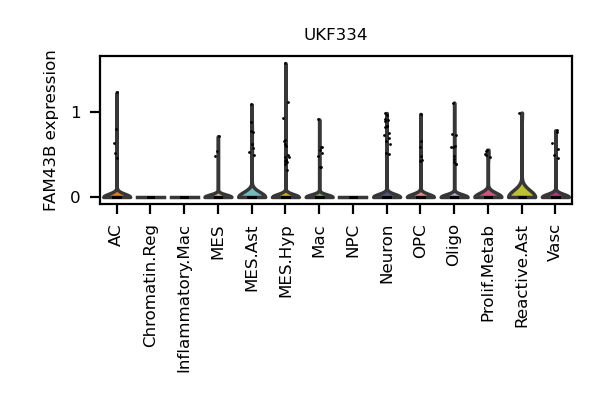 UKF334
FAM43B expression
1
0
AC
Chromatin.Reg
Inflammatory.Mac
MES
MES.Ast
MES.Hyp
Mac
NPC
Neuron
OPC
Oligo
Prolif.Metab
Reactive.Ast
Vasc